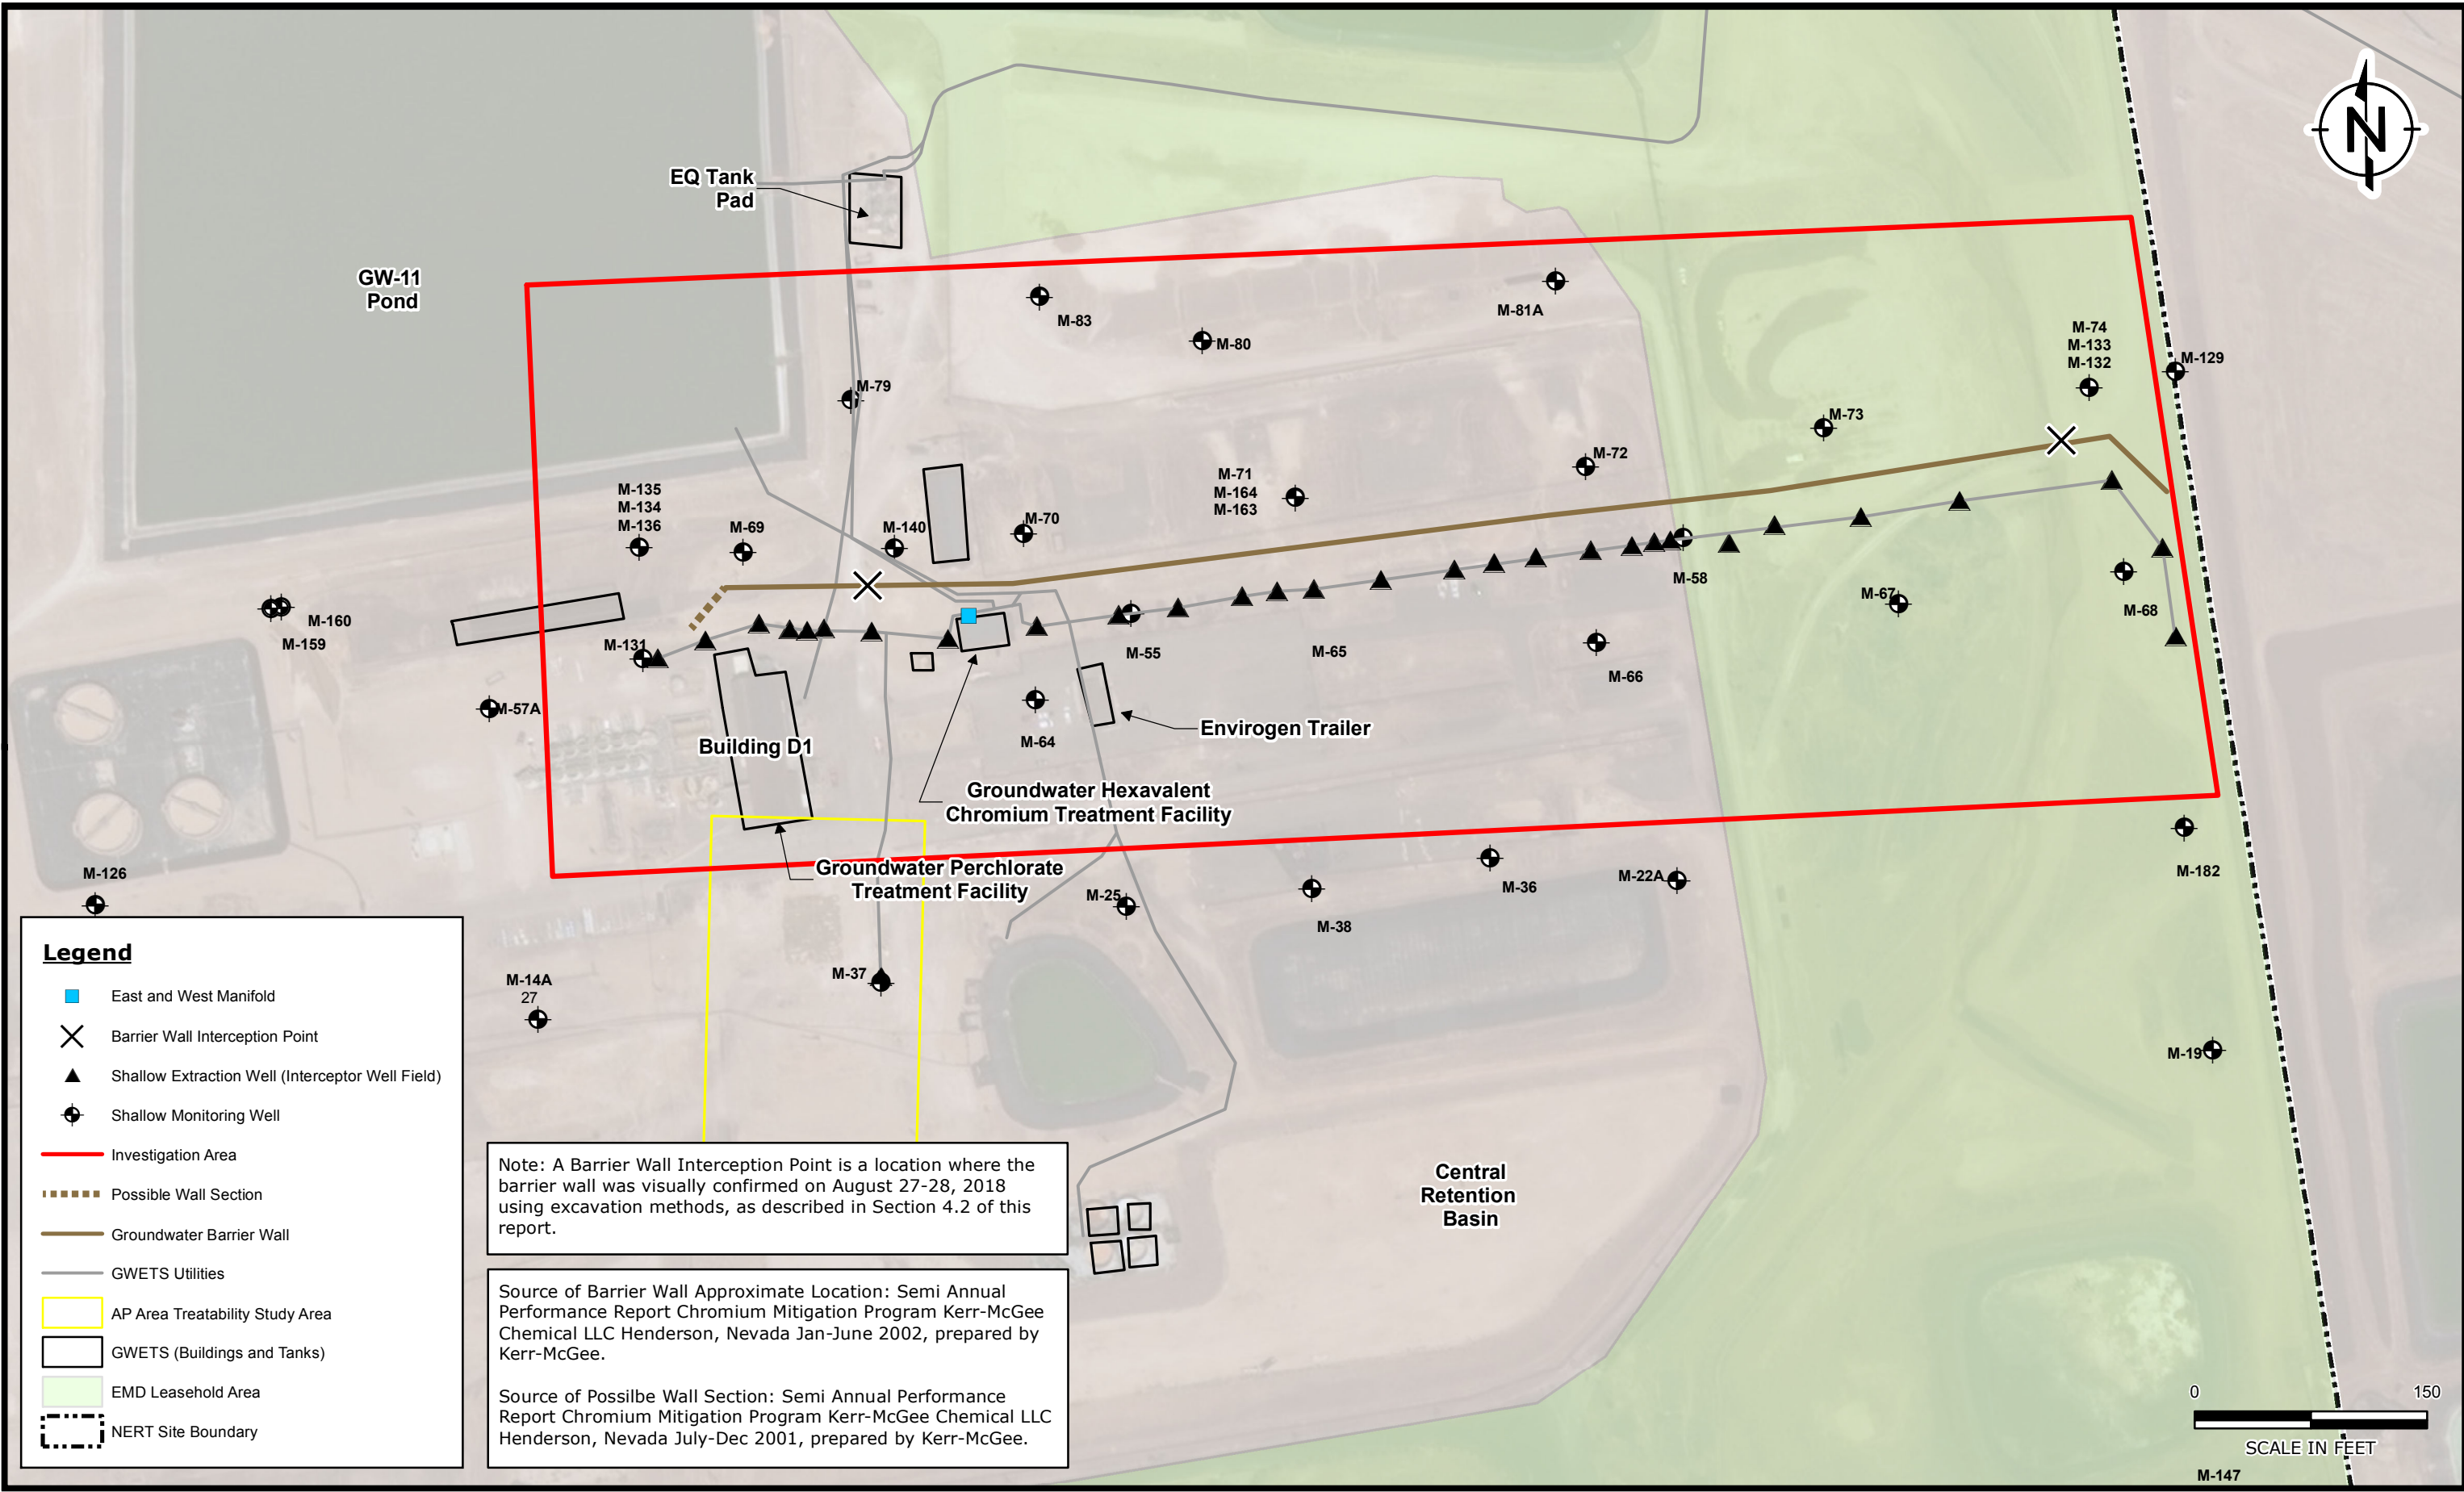 N
EQ Tank
Pad
GW-11
Pond
M-83
M-81A
M-80
M-74
M-133
M-132
M-129
M-79
M-73
M-72
M-71
M-164
M-163
M-135
M-134
M-136
M-69
M-140
M-70
M-58
M-67
M-68
M-160
M-159
M-131
M-55
M-65
M-66
M-57A
Building D1
M-64
Envirogen Trailer
Groundwater Hexavalent
Chromium Treatment Facility
Groundwater Perchlorate
Treatment Facility
M-126
M-25
M-38
M-36
M-22A
M-182
M-14A
27
M-37
M-19
Central
Retention
Basin
Legend
East and West Manifold
Barrier Wall Interception Point
Shallow Extraction Well (Interceptor Well Field)
Shallow Monitoring Well
Investigation Area
Possible Wall Section
Groundwater Barrier Wall
GWETS Utilities
AP Area Treatability Study Area
GWETS (Buildings and Tanks)
EMD Leasehold Area
NERT Site Boundary
Note: A Barrier Wall Interception Point is a location where the
barrier wall was visually confirmed on August 27-28, 2018
using excavation methods, as described in Section 4.2 of this
report.
Source of Barrier Wall Approximate Location: Semi Annual
Performance Report Chromium Mitigation Program Kerr-McGee
Chemical LLC Henderson, Nevada Jan-June 2002, prepared by
Kerr-McGee.
Source of Possilbe Wall Section: Semi Annual Performance
Report Chromium Mitigation Program Kerr-McGee Chemical LLC
Henderson, Nevada July-Dec 2001, prepared by Kerr-McGee.
0 150
SCALE IN FEET
M-147